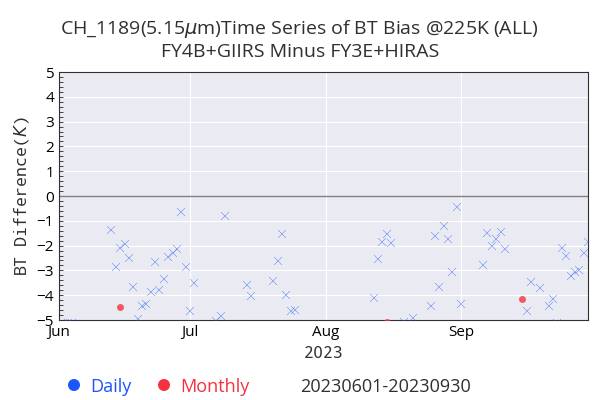 CH_1189(5.15μm)Time Series of BT Bias @225K (ALL)
FY4B+GIIRS Minus FY3E+HIRAS
BT Difference(K)
5
4
3
2
1
0
−1
−2
−3
−4
−5
Jun Jul Aug Sep
2023
Daily Monthly 20230601-20230930